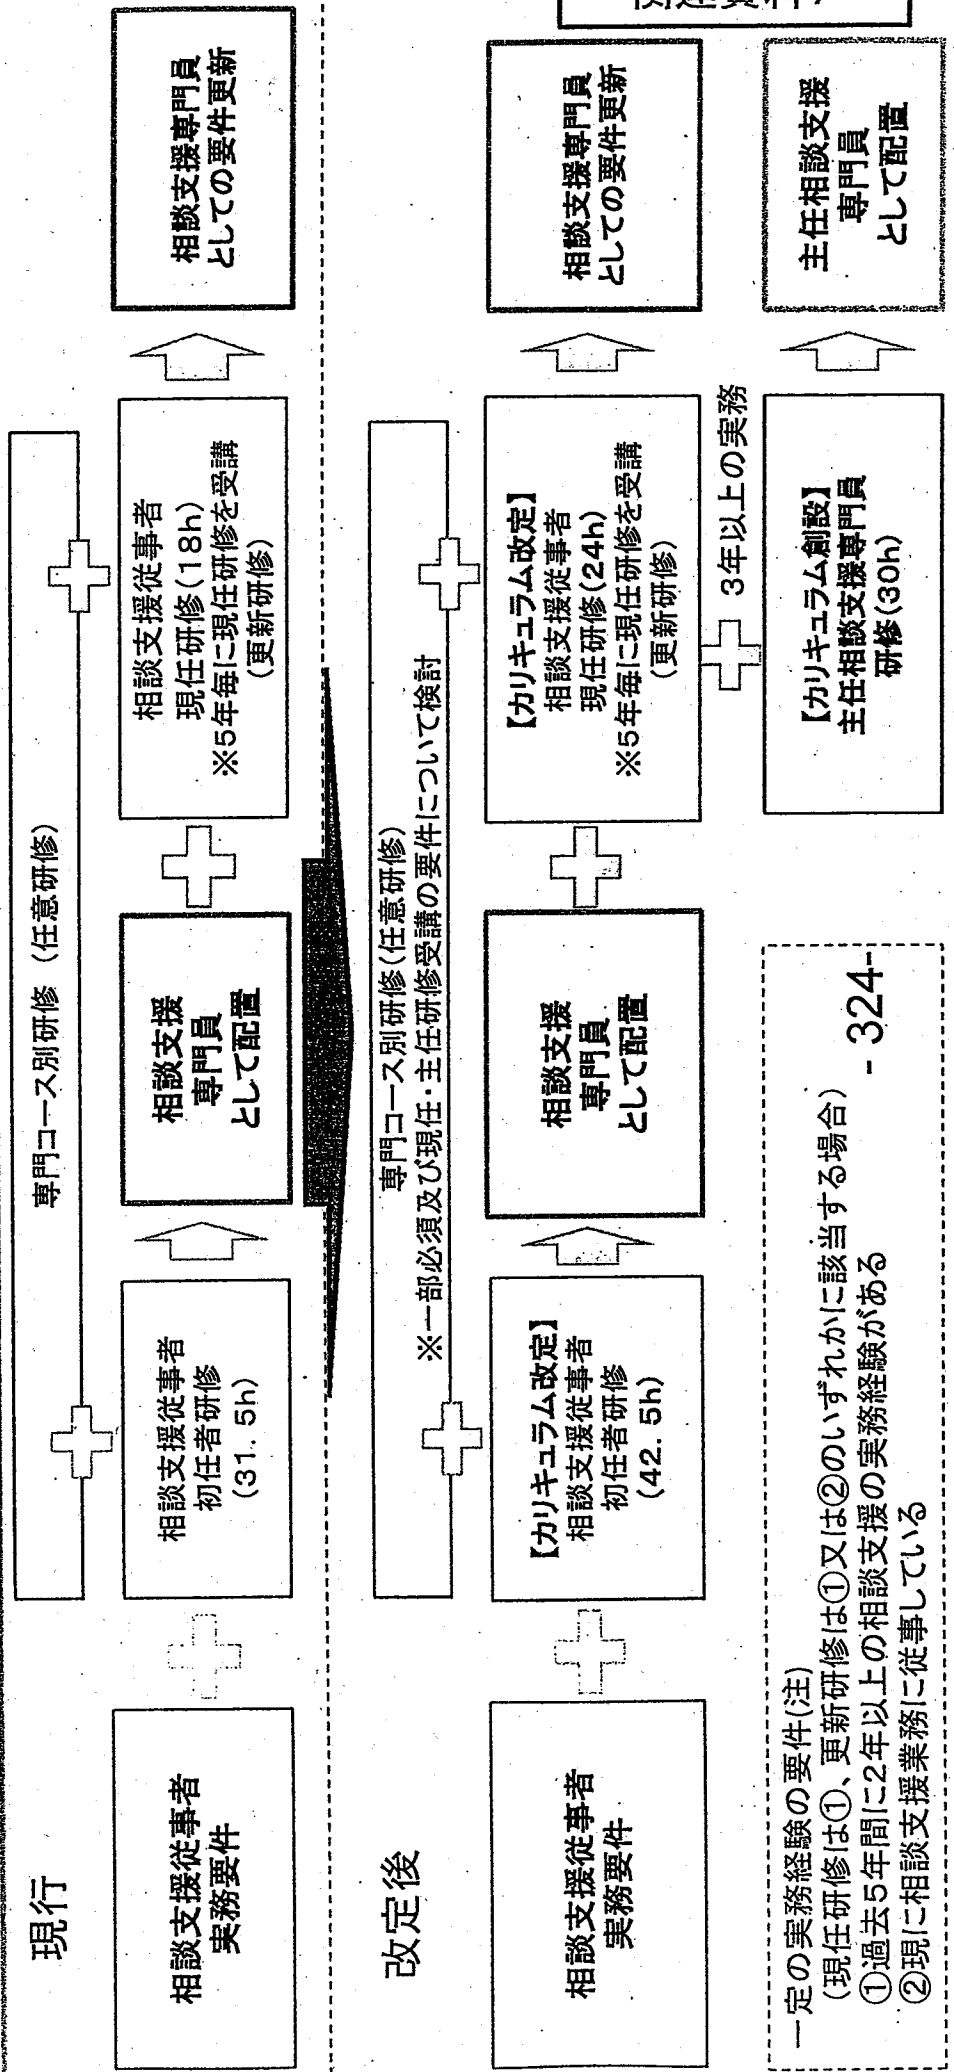 現行
専門コース別研修 (任意研修)
相談支援従事者
実務要件
相談支援従事者
初任者研修
(31.5h)
相談支援
専門員
として配置
相談支援従事者
現任研修(18h)
※5年毎に現任研修を受講
(更新研修)
相談支援専門員
としての要件更新
改定後
専門コース別研修(任意研修)
※一部必須及び現任・主任研修受講の要件について検討
相談支援従事者
実務要件
【カリキュラム改定】
相談支援従事者
初任者研修
(42.5h)
相談支援
専門員
として配置
【カリキュラム改定】
相談支援従事者
現任研修(24h)
※5年毎に現任研修を受講
(更新研修)
相談支援専門員
としての要件更新
3年以上の実務
【カリキュラム創設】
主任相談支援専門員
研修(30h)
主任相談支援
専門員
として配置
一定の実務経験の要件(注)
(現任研修は①、更新研修は①又は②のいずれかに該当する場合)
①過去5年間に2年以上の相談支援の実務経験がある
②現に相談支援業務に従事している
- 324-